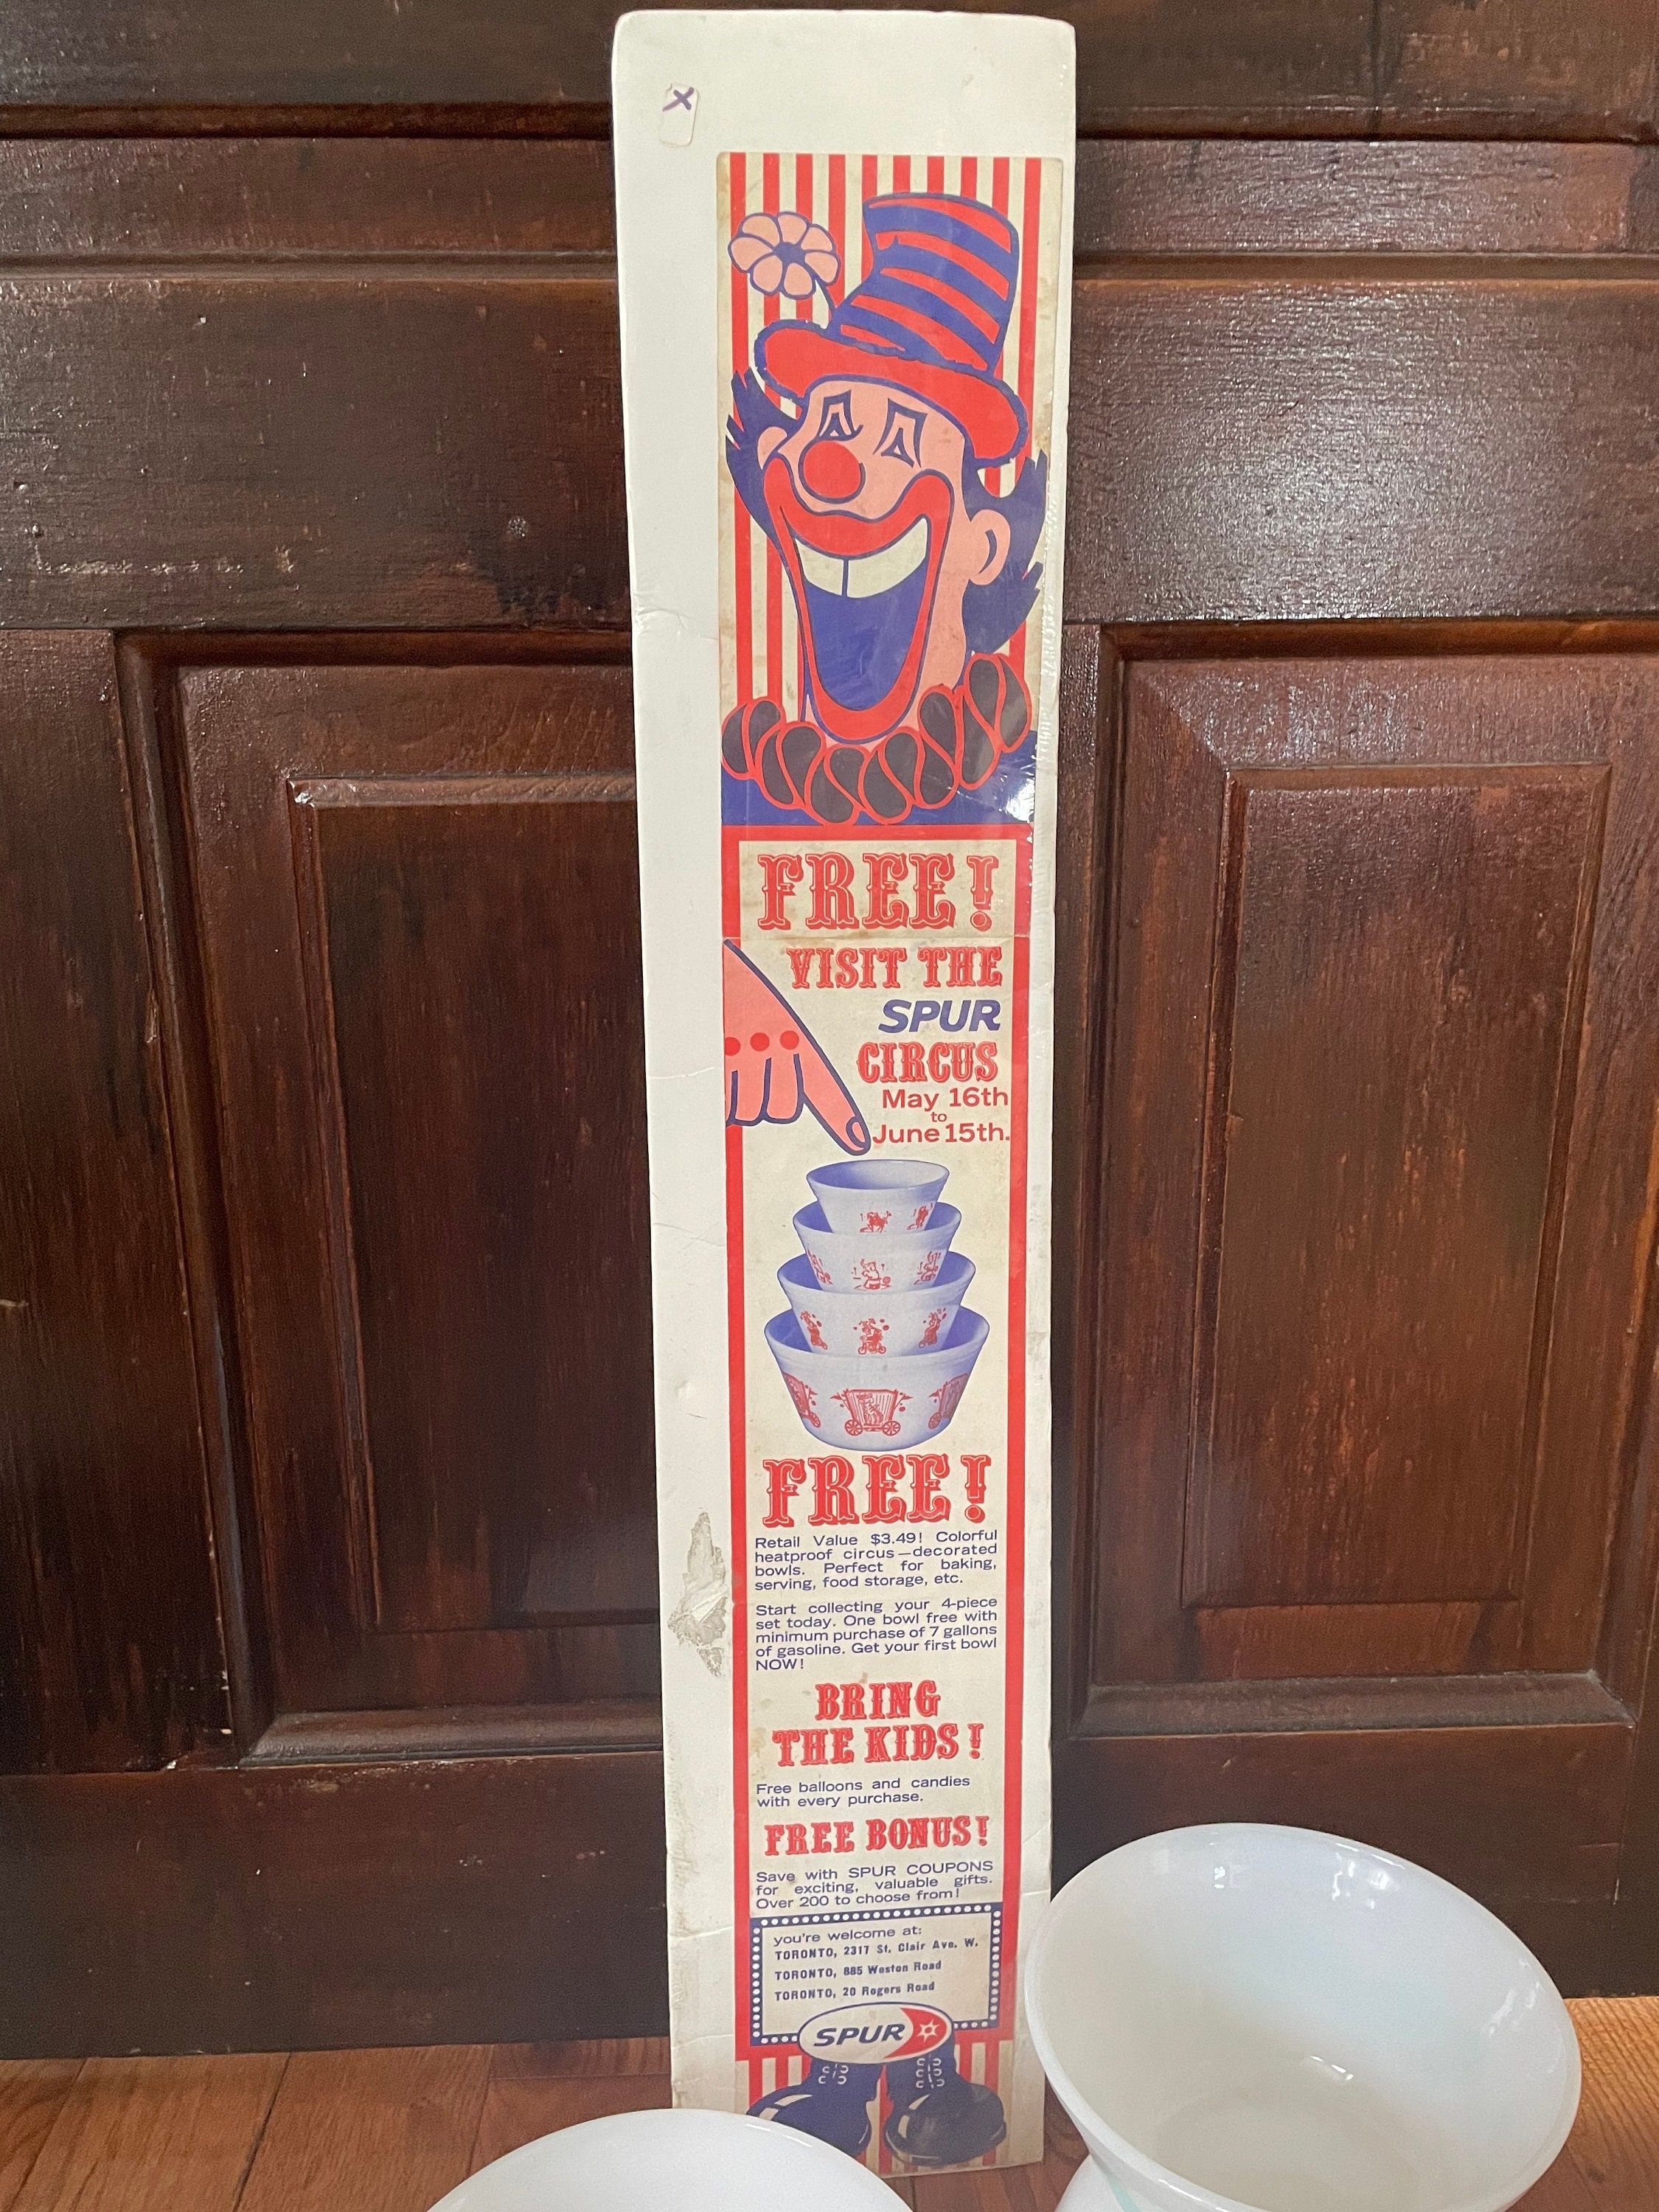 X
FREE!
VISIT THE
SPUR
CIRCUS
May 16th
to
June 15th.
FREE!
Retail Value $3.49! Colorful
heatproof circus—decorated
bowls. Perfect for baking,
serving, food storage, etc.
Start collecting your 4-piece
set today. One bowl free with
minimum purchase of 7 gallons
of gasoline. Get your first bowl
NOW!
BRING
THE KIDS!
Free balloons and candies
with every purchase.
FREE BONUS!
Save with SPUR COUPONS
for exciting, valuable gifts.
Over 200 to choose from!
you're welcome at:
TORONTO, 2317 St. Clair Ave. W.
TORONTO, 885 Weston Road
TORONTO, 20 Rogers Road
SPUR